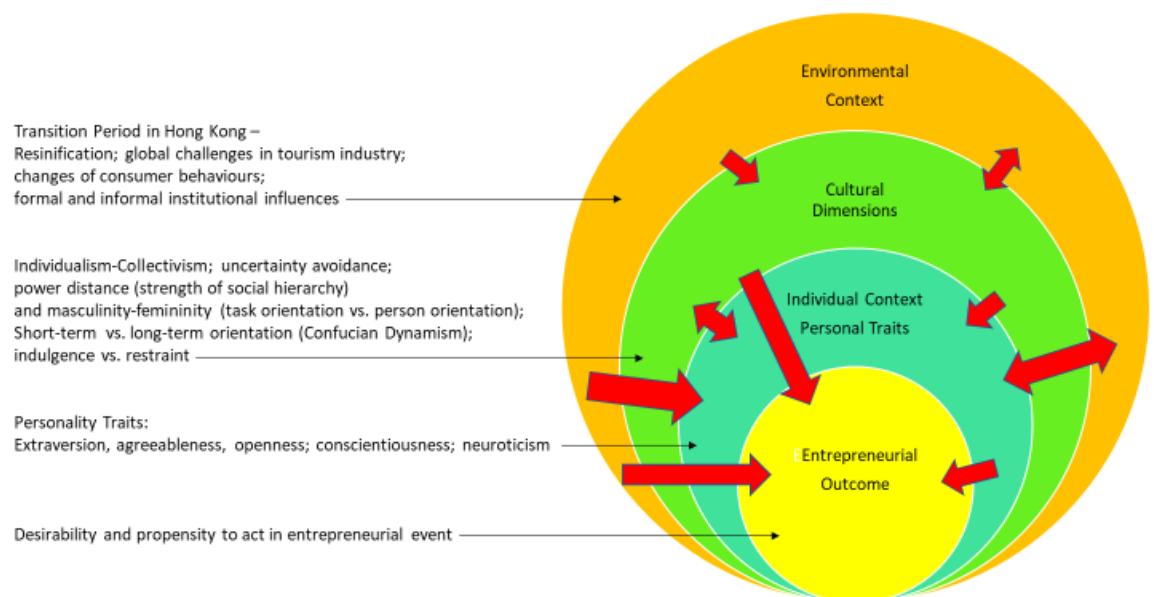 Environmental
Context
Transition Period in Hong Kong –
Resinification; global challenges in tourism industry;
changes of consumer behaviours;
formal and informal institutional influences
Cultural
Dimensions
Individualism-Collectivism; uncertainty avoidance;
power distance (strength of social hierarchy)
and masculinity-femininity (task orientation vs. person orientation);
Short-term vs. long-term orientation (Confucian Dynamism);
indulgence vs. restraint
Individual Context
Personal Traits
Personality Traits:
Extraversion, agreeableness, openness; conscientiousness; neuroticism
EEntrepreneurial
Outcome
Desirability and propensity to act in entrepreneurial event